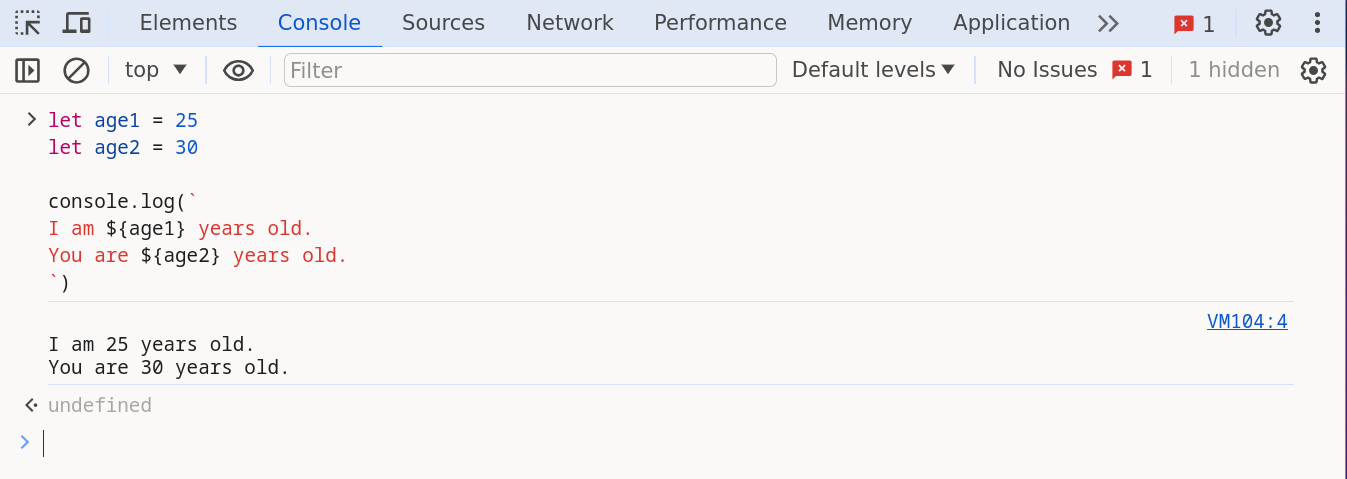 Elements Console Sources Network Performance Memory Application 1
top Filter Default levels No Issues 1 1 hidden
let age1 = 25
let age2 = 30
console.log(`
I am ${age1} years old.
You are ${age2} years old.
`)
VM104:4
I am 25 years old.
You are 30 years old.
undefined